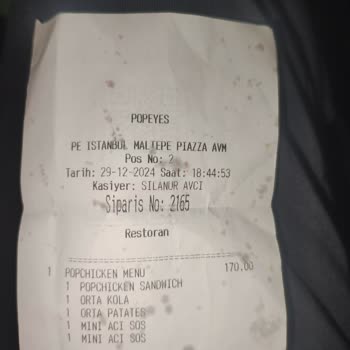 POPEYES
PE ISTANBUL MALTEPE PIAZZA AVM
Pos No: 2
Tarih: 29-12-2024 Saat: 18:44:53
Kasiyer: SILANUR AVCI
Siparis No: 2165
Restoran
1 POPCHICKEN MENU 170.00
1 POPCHICKEN SANDWICH
1 ORTA KOLA
1 ORTA PATATES
1 MINI ACI SOS
1 MINI ACI SOS